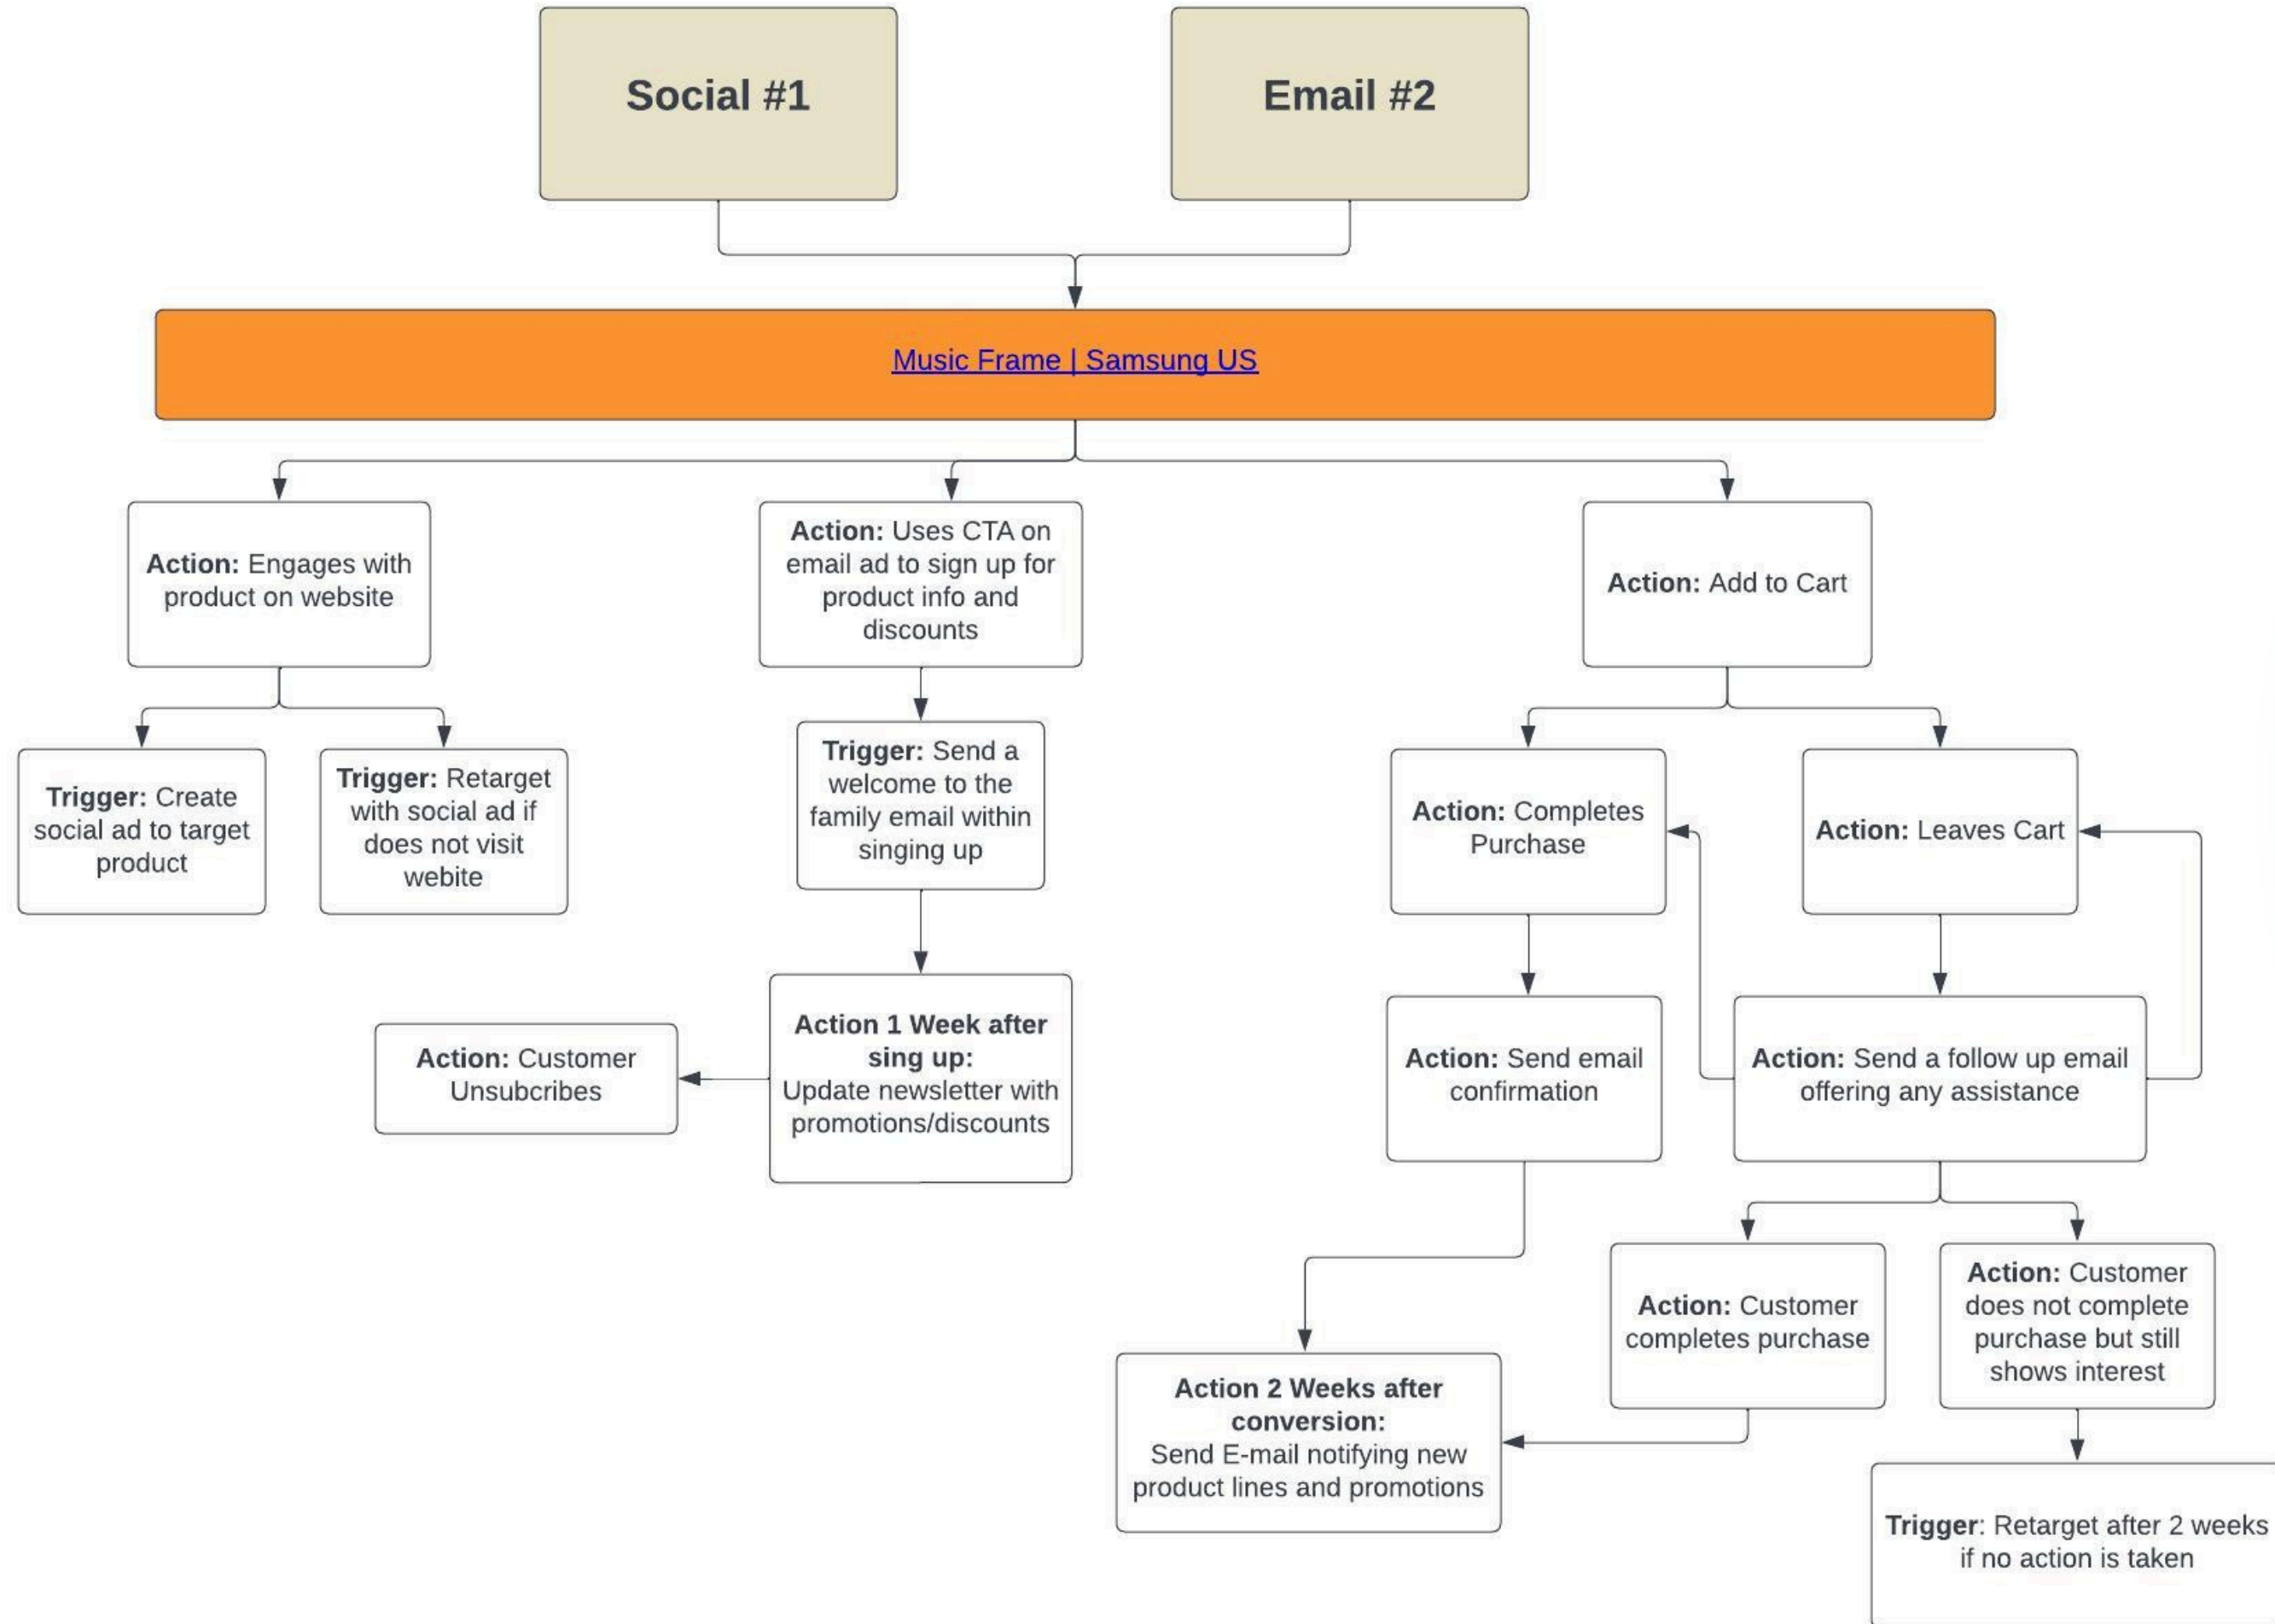 Social #1
Email #2
Music Frame | Samsung US
Action: Engages with
product on website
Action: Uses CTA on
email ad to sign up for
product info and
discounts
Action: Add to Cart
Trigger: Create
social ad to target
product
Trigger: Retarget
with social ad if
does not visit
webite
Trigger: Send a
welcome to the
family email within
singing up
Action: Completes
Purchase
Action: Leaves Cart
Action: Customer
Unsubcribes
Action 1 Week after
sing up:
Update newsletter with
promotions/discounts
Action: Send email
confirmation
Action: Send a follow up email
offering any assistance
Action 2 Weeks after
conversion:
Send E-mail notifying new
product lines and promotions
Action: Customer
completes purchase
Action: Customer
does not complete
purchase but still
shows interest
Trigger: Retarget after 2 weeks
if no action is taken